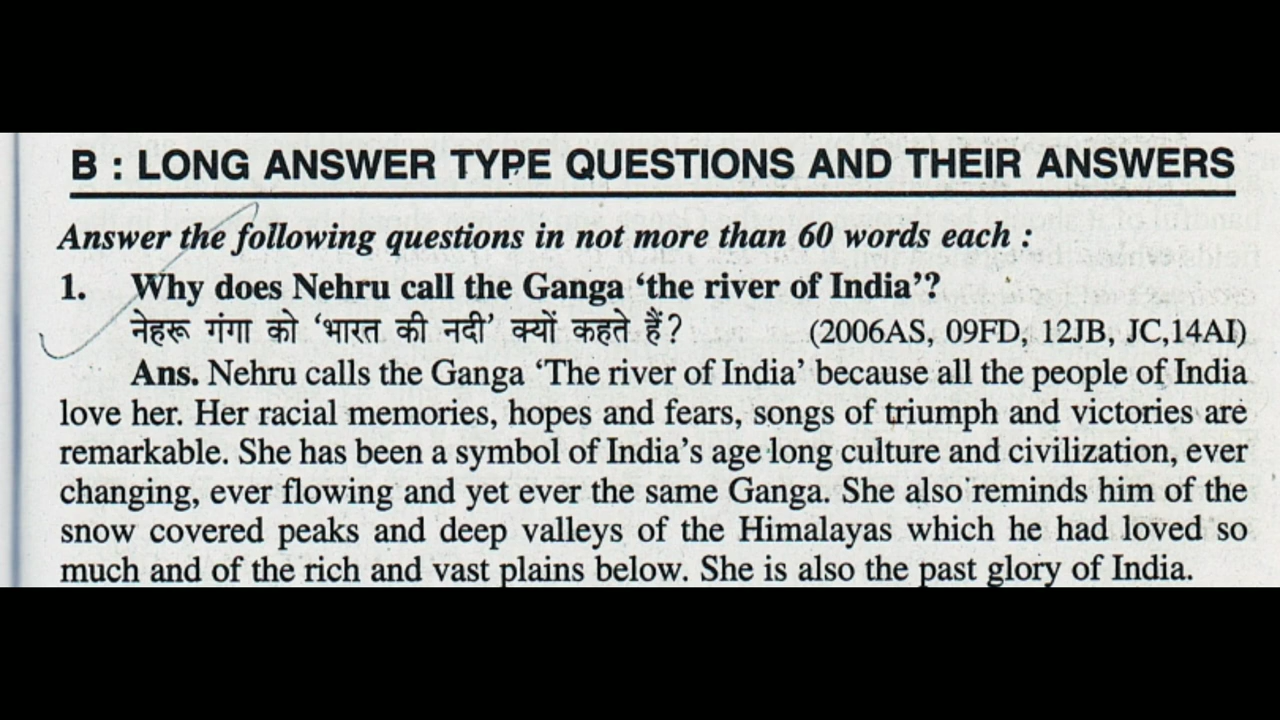 B : LONG ANSWER TYPE QUESTIONS AND THEIR ANSWERS
Answer the following questions in not more than 60 words each :
1. Why does Nehru call the Ganga ‘the river of India’?
नेहरू गंगा को ‘भारत की नदी’ क्यों कहते हैं? (2006AS, 09FD, 12JB, JC,14AI)
Ans. Nehru calls the Ganga ‘The river of India’ because all the people of India
love her. Her racial memories, hopes and fears, songs of triumph and victories are
remarkable. She has been a symbol of India’s age long culture and civilization, ever
changing, ever flowing and yet ever the same Ganga. She also reminds him of the
snow covered peaks and deep valleys of the Himalayas which he had loved so
much and of the rich and vast plains below. She is also the past glory of India.